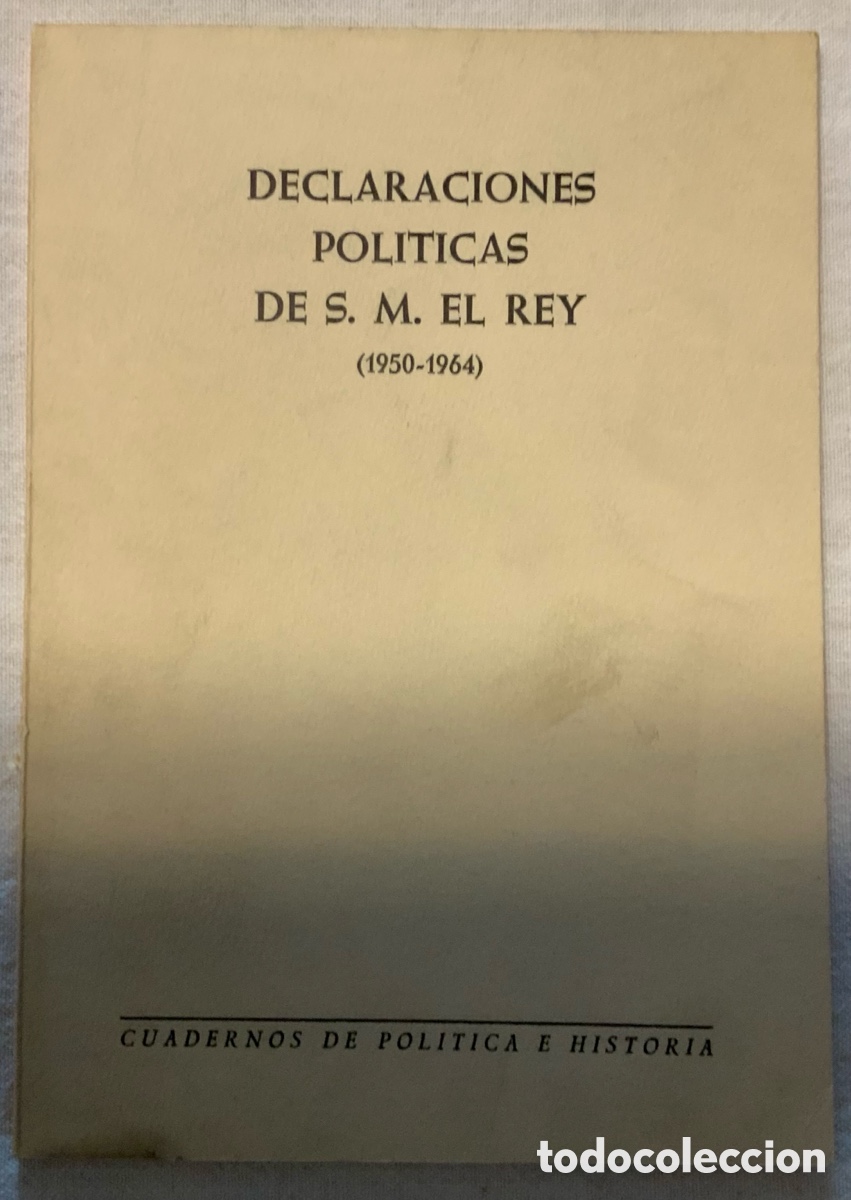 DECLARACIONES
POLITICAS
DE S. M. EL REY
(1950-1964)
CUADERNOS DE POLITICA E HISTORIA
todocoleccion